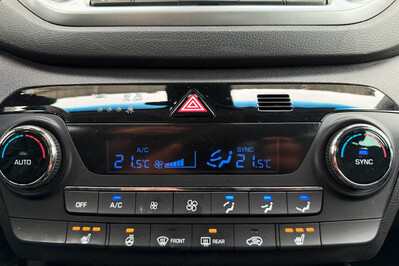 A/C SYNC
21.5°C 21.5°C
AUTO SYNC
OFF A/C
FRONT REAR